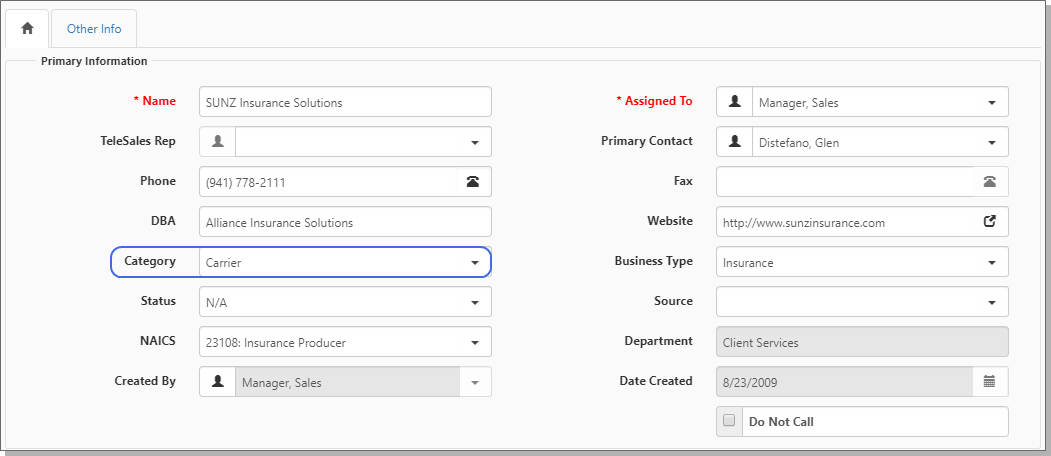 Other Info
Primary Information
* Name SUNZ Insurance Solutions * Assigned To Manager, Sales
TeleSales Rep Primary Contact Distefano, Glen
Phone (941) 778-2111 Fax
DBA Alliance Insurance Solutions Website http://www.sunzinsurance.com
Category Carrier Business Type Insurance
Status N/A Source
NAICS 23108: Insurance Producer Department Client Services
Created By Manager, Sales Date Created 8/23/2009
Do Not Call